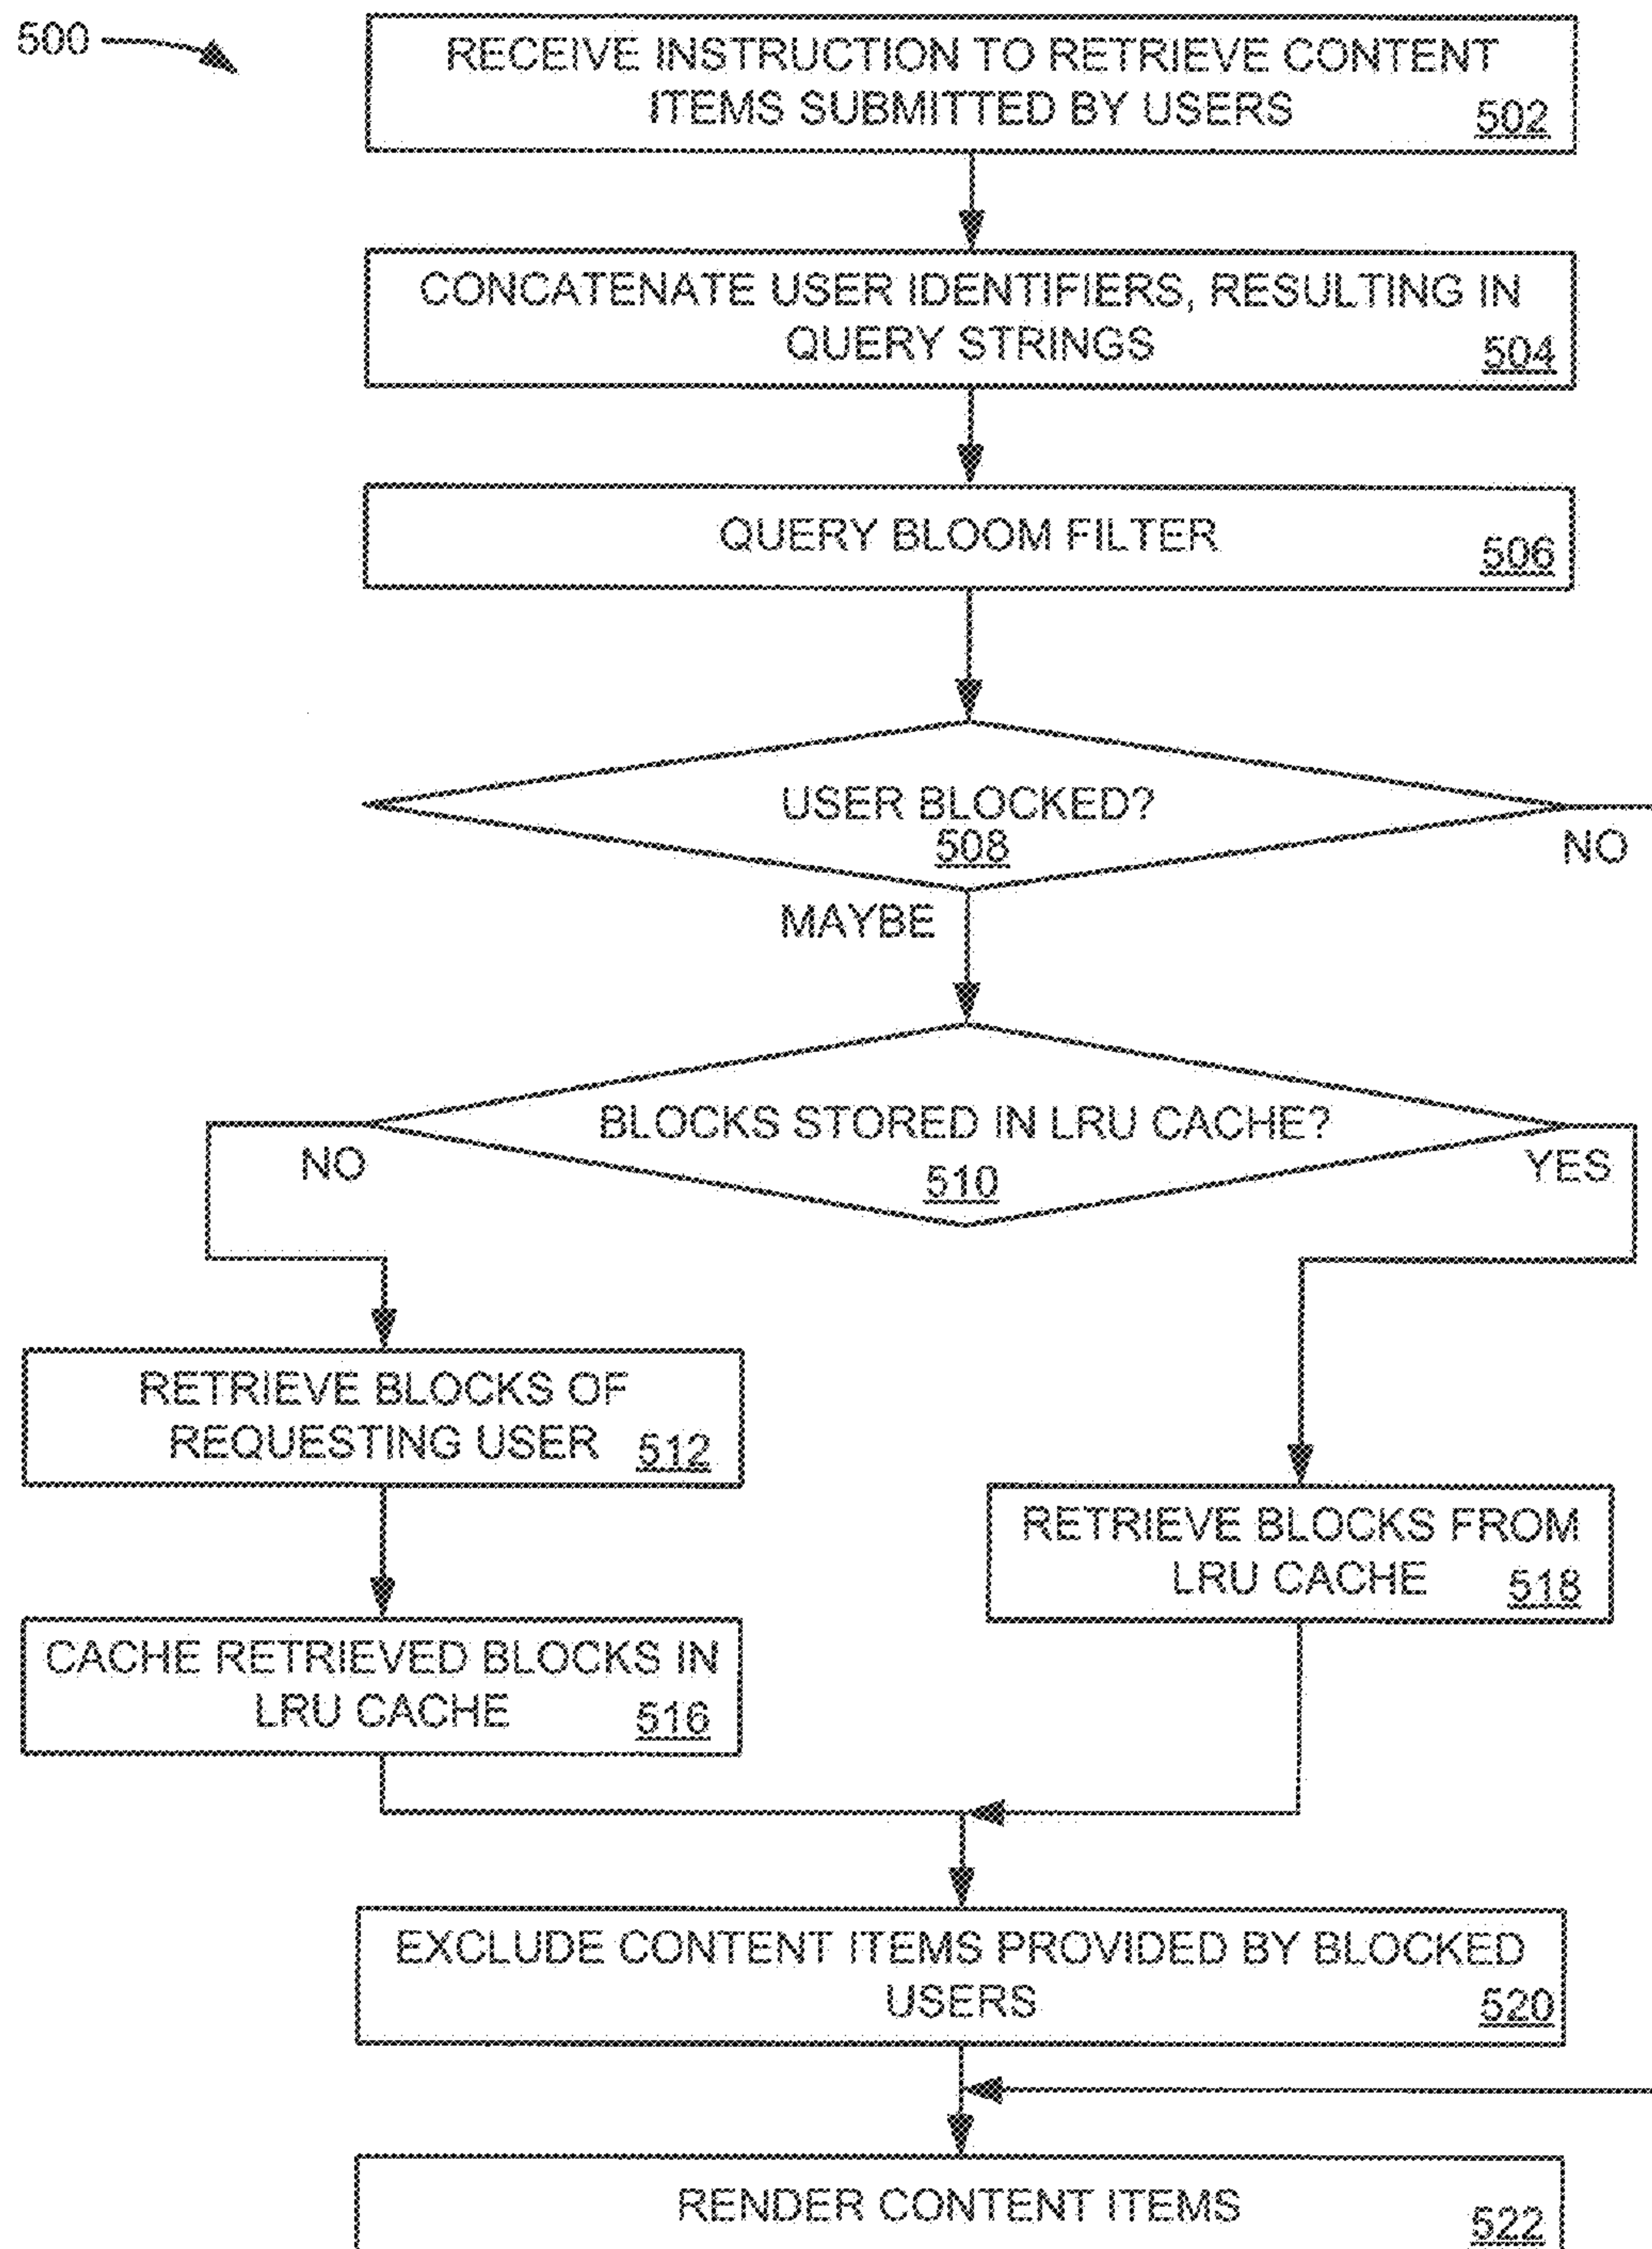 500
RECEIVE INSTRUCTION TO RETRIEVE CONTENT
ITEMS SUBMITTED BY USERS
502
CONCATENATE USER IDENTIFIERS, RESULTING IN
QUERY STRINGS
504
QUERY BLOOM FILTER
506
USER BLOCKED?
508
NO
MAYBE
BLOCKS STORED IN LRU CACHE?
510
NO
YES
RETRIEVE BLOCKS OF
REQUESTING USER 512
RETRIEVE BLOCKS FROM
LRU CACHE 518
CACHE RETRIEVED BLOCKS IN
LRU CACHE 516
EXCLUDE CONTENT ITEMS PROVIDED BY BLOCKED
USERS
520
RENDER CONTENT ITEMS
522